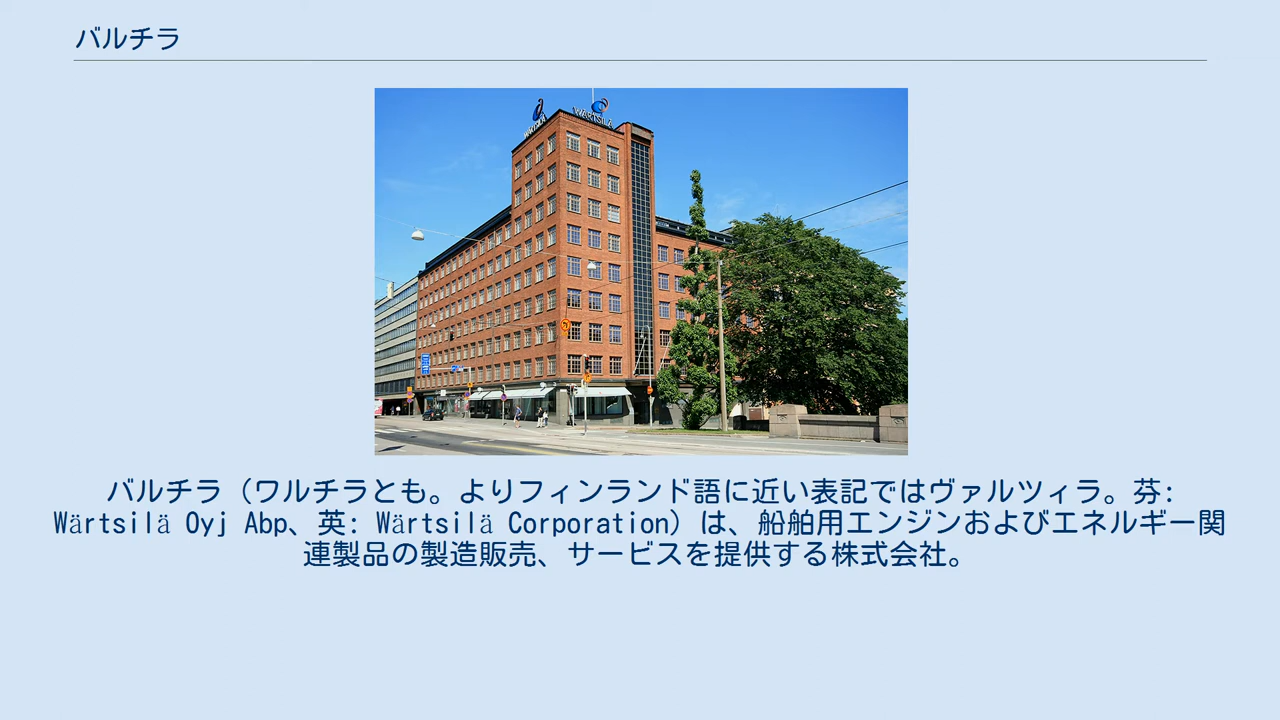 バルチラ
WÄRTSILÄ
WÄRTSILÄ
バルチラ（ワルチラとも。よりフィンランド語に近い表記ではヴァルツィラ。芬:
Wärtsilä Oyj Abp、英: Wärtsilä Corporation）は、船舶用エンジンおよびエネルギー関
連製品の製造販売、サービスを提供する株式会社。